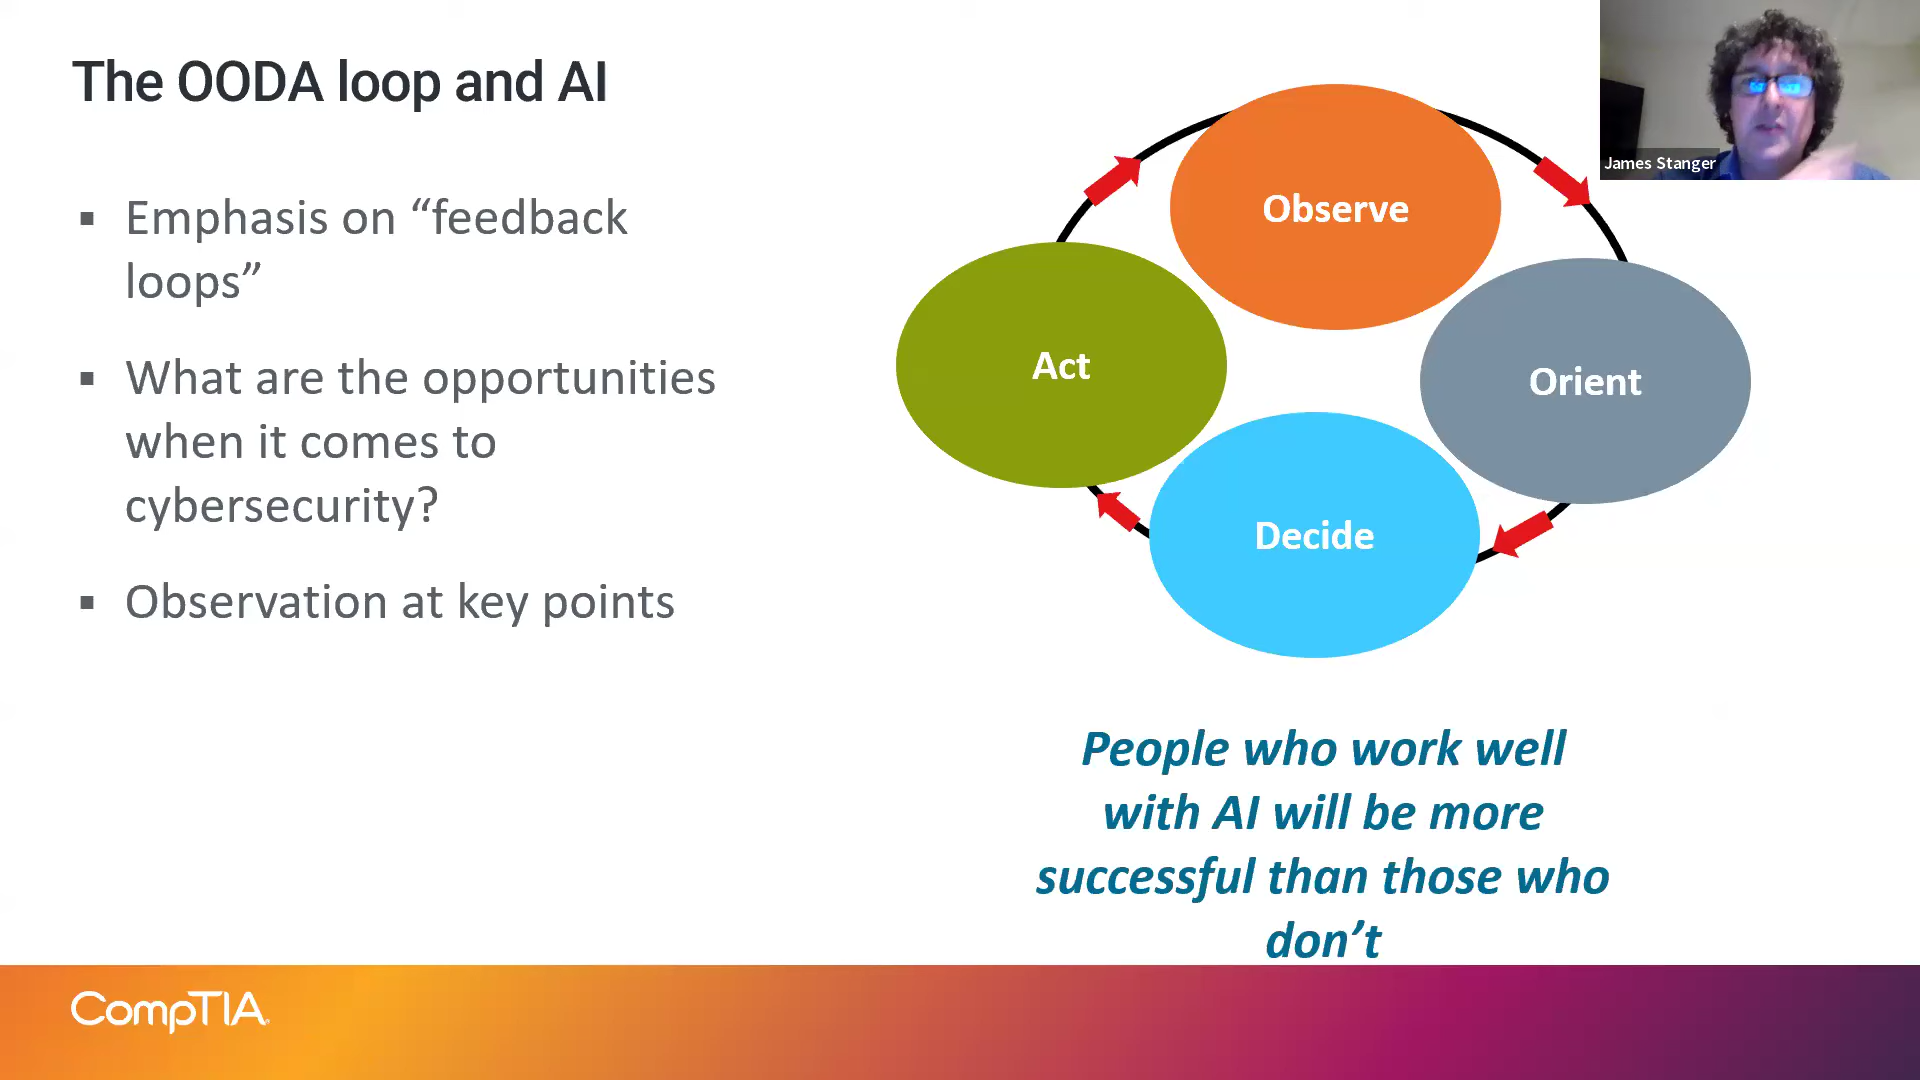 The OODA loop and AI
▪ Emphasis on “feedback
loops”
▪ What are the opportunities
when it comes to
cybersecurity?
▪ Observation at key points
Observe
Act
Orient
Decide
People who work well
with AI will be more
successful than those who
don’t
James Stanger
CompTIA